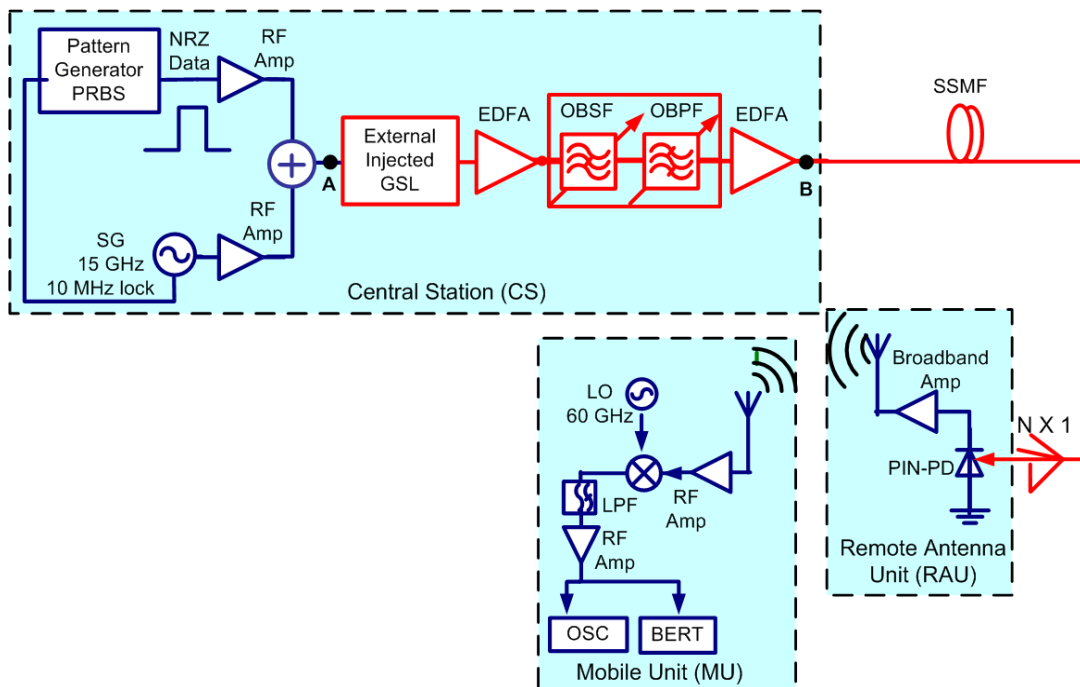 Pattern
Generator
PRBS
NRZ
Data
RF
Amp
A
External
Injected
GSL
EDFA
OBSF
OBPF
EDFA
B
SSMF
SG
15 GHz
10 MHz lock
RF
Amp
Central Station (CS)
LO
60 GHz
RF
Amp
LPF
RF
Amp
OSC
BERT
Mobile Unit (MU)
Broadband
Amp
PIN-PD
N X 1
Remote Antenna
Unit (RAU)